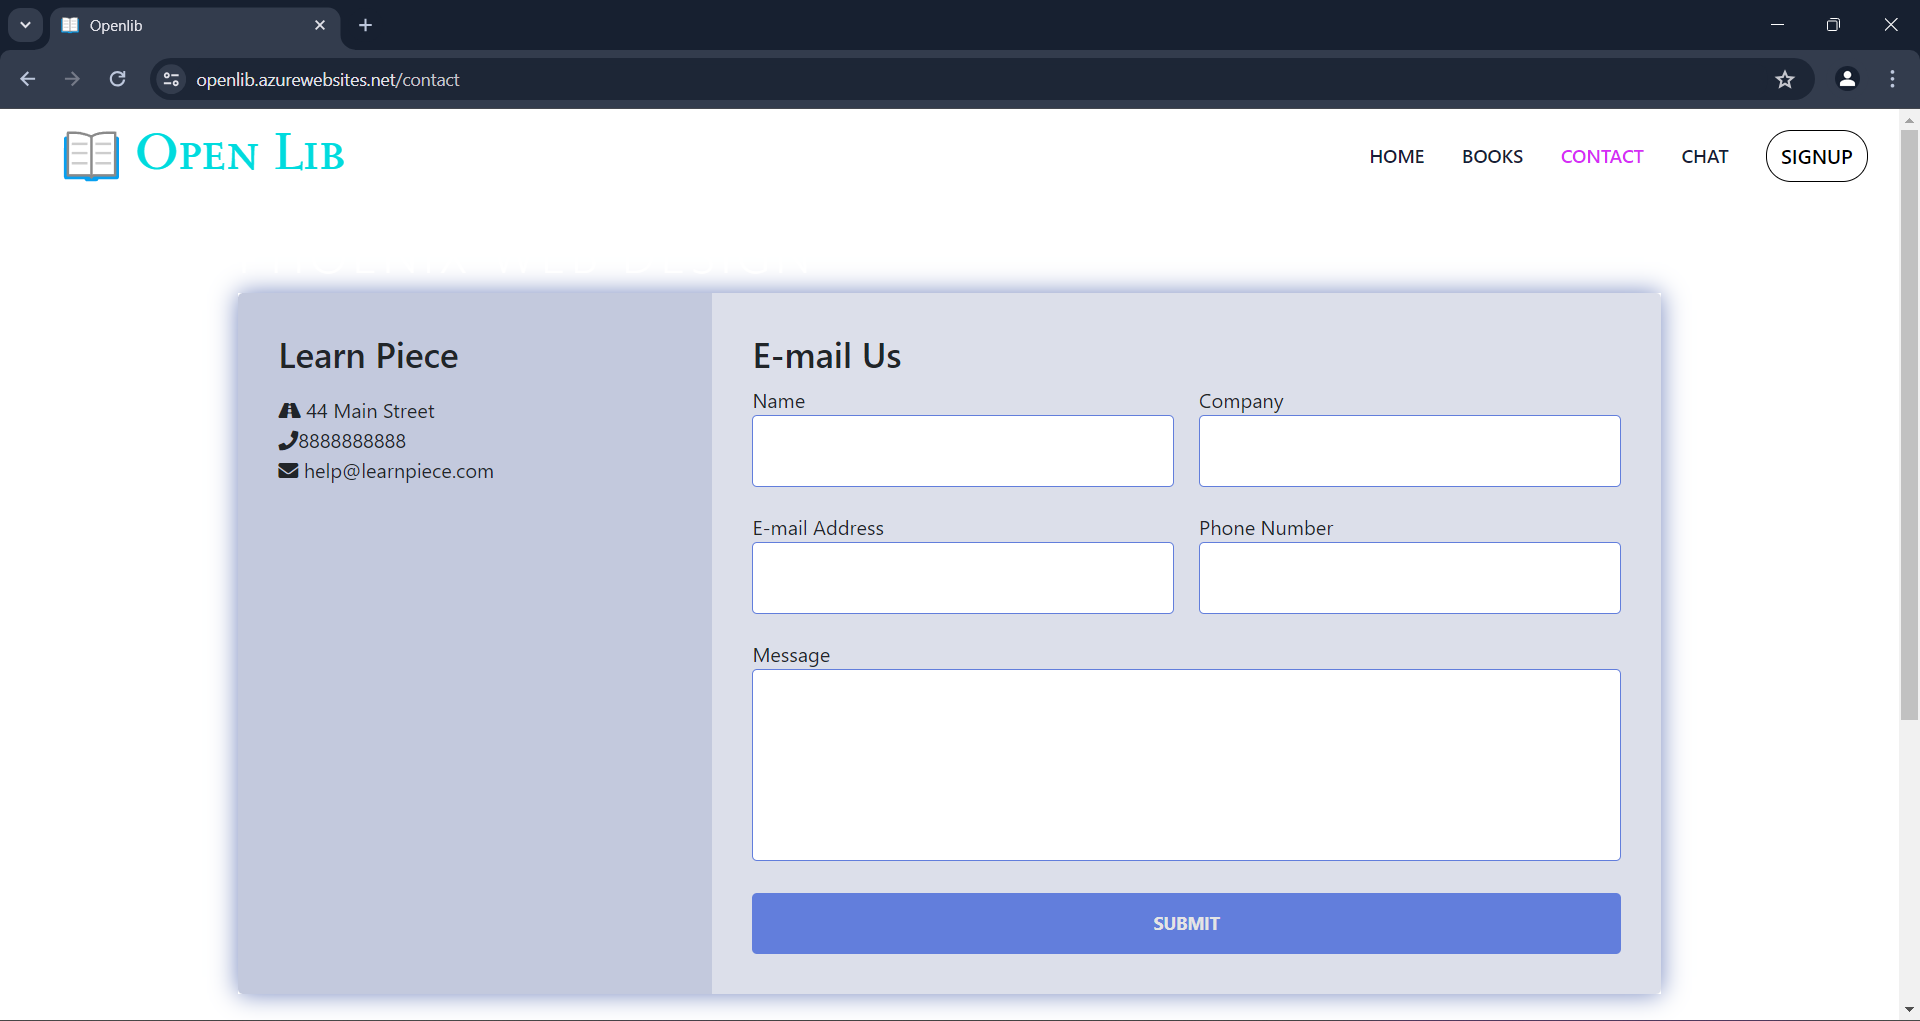 Openlib
openlib.azurewebsites.net/contact
OPEN LIB
HOME
BOOKS
CONTACT
CHAT
SIGNUP
Learn Piece
44 Main Street
8888888888
help@learnpiece.com
E-mail Us
Name
Company
E-mail Address
Phone Number
Message
SUBMIT